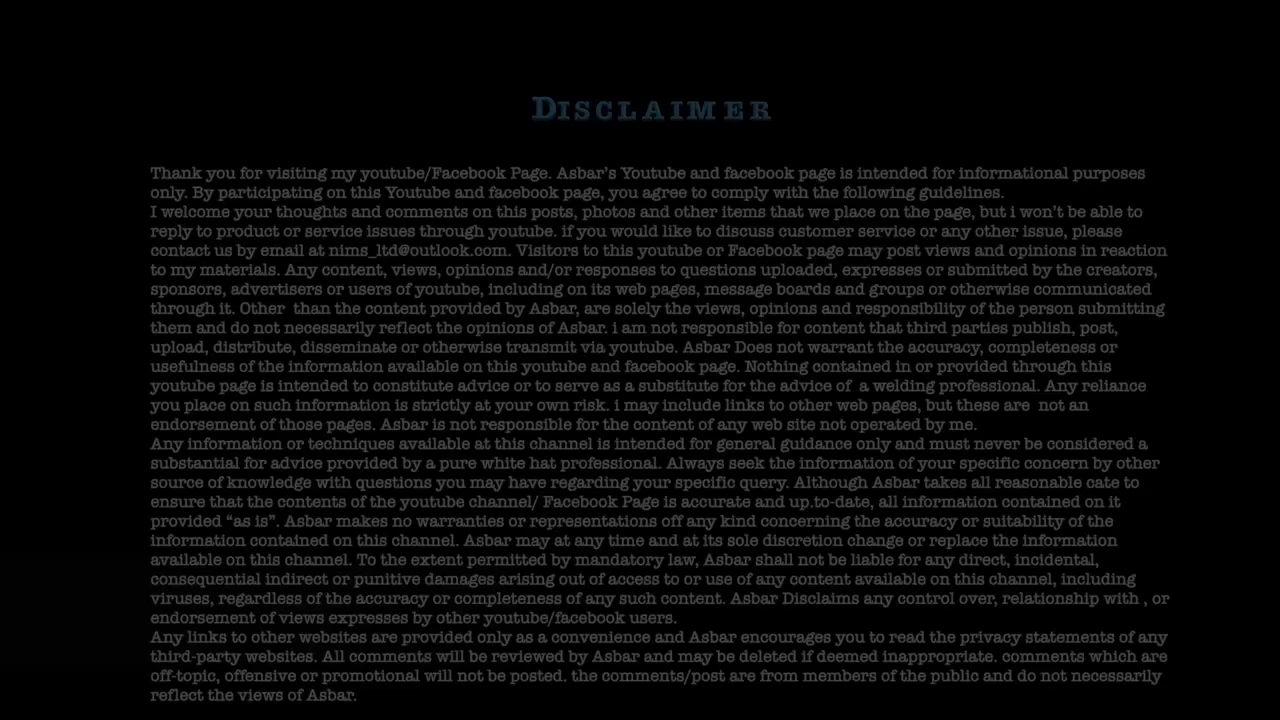 DISCLAIMER
Thank you for visiting my youtube/Facebook Page. Asbar's Youtube and facebook page is intended for informational purposes
only. By participating on this Youtube and facebook page, you agree to comply with the following guidelines.
I welcome your thoughts and comments on this posts, photos and other items that we place on the page, but i won't be able to
reply to product or service issues through youtube. if you would like to discuss customer service or any other issue, please
contact us by email at nims_ltd@outlook.com. Visitors to this youtube or Facebook page may post views and opinions in reaction
to my materials. Any content, views, opinions and/or responses to questions uploaded, expresses or submitted by the creators,
sponsors, advertisers or users of youtube, including on its web pages, message boards and groups or otherwise communicated
through it. Other than the content provided by Asbar, are solely the views, opinions and responsibility of the person submitting
them and do not necessarily reflect the opinions of Asbar. i am not responsible for content that third parties publish, post,
upload, distribute, disseminate or otherwise transmit via youtube. Asbar Does not warrant the accuracy, completeness or
usefulness of the information available on this youtube and facebook page. Nothing contained in or provided through this
youtube page is intended to constitute advice or to serve as a substitute for the advice of a welding professional. Any reliance
you place on such information is strictly at your own risk. i may include links to other web pages, but these are not an
endorsement of those pages. Asbar is not responsible for the content of any web site not operated by me.
Any information or techniques available at this channel is intended for general guidance only and must never be considered a
substantial for advice provided by a pure white hat professional. Always seek the information of your specific concern by other
source of knowledge with questions you may have regarding your specific query. Although Asbar takes all reasonable cate to
ensure that the contents of the youtube channel/ Facebook Page is accurate and up.to-date, all information contained on it
provided “as is”. Asbar makes no warranties or representations off any kind concerning the accuracy or suitability of the
information contained on this channel. Asbar may at any time and at its sole discretion change or replace the information
available on this channel. To the extent permitted by mandatory law, Asbar shall not be liable for any direct, incidental,
consequential indirect or punitive damages arising out of access to or use of any content available on this channel, including
viruses, regardless of the accuracy or completeness of any such content. Asbar Disclaims any control over, relationship with , or
endorsement of views expresses by other youtube/facebook users.
Any links to other websites are provided only as a convenience and Asbar encourages you to read the privacy statements of any
third-party websites. All comments will be reviewed by Asbar and may be deleted if deemed inappropriate. comments which are
off-topic, offensive or promotional will not be posted. the comments/post are from members of the public and do not necessarily
reflect the views of Asbar.